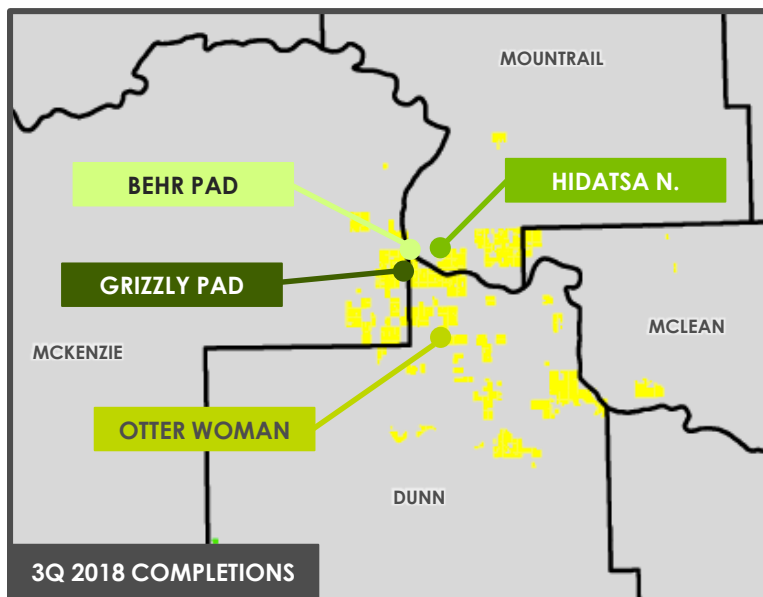 MOUNTRAIL
BEHR PAD
HIDATSA N.
GRIZZLY PAD
MCLEAN
MCKENZIE
OTTER WOMAN
DUNN
3Q 2018 COMPLETIONS